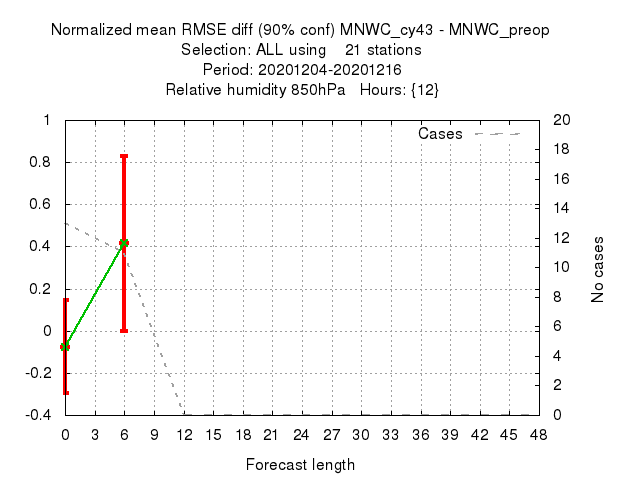 Normalized mean RMSE diff (90% conf) MNWC_cy43 - MNWC_preop
Selection: ALL using 21 stations
Period: 20201204-20201216
Relative humidity 850hPa Hours: {12}
Cases
1
0.8
0.6
0.4
0.2
0
-0.2
-0.4
20
18
16
14
12
10
8
6
4
2
0
No cases
0 3 6 9 12 15 18 21 24 27 30 33 36 39 42 45 48
Forecast length